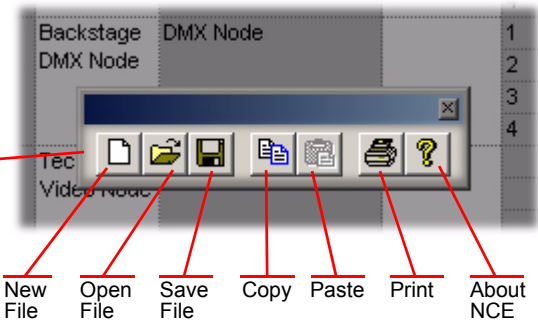 Backstage DMX Node 1
DMX Node 2
3
4
Tec
Video Node
New File
Open File
Save File
Copy
Paste
Print
About NCE